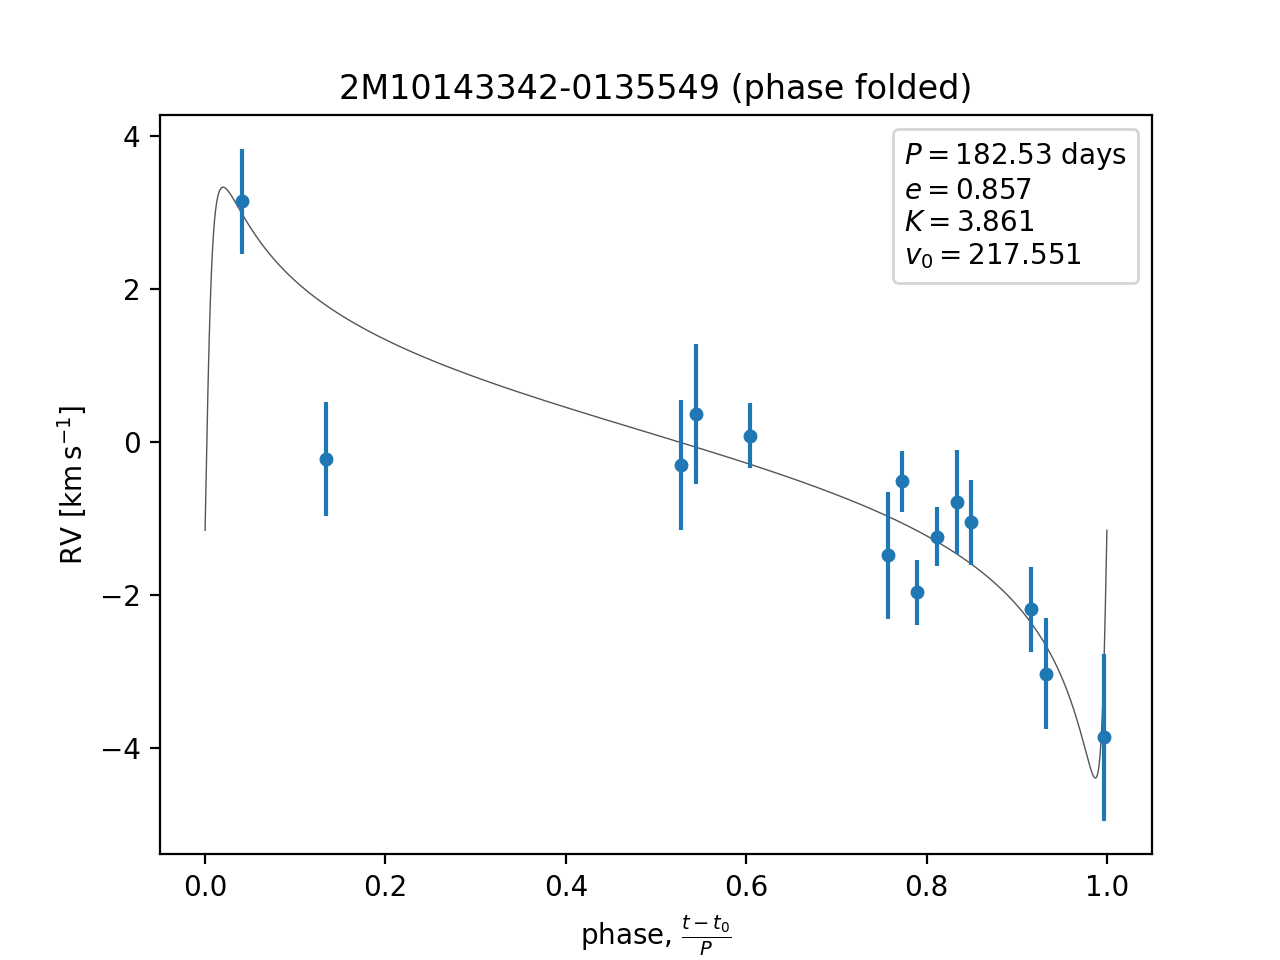 2M10143342-0135549 (phase folded)
P = 182.53 days
e = 0.857
K = 3.861
v₀ = 217.551
4
2
0
−2
−4
RV [km s⁻¹]
0.0 0.2 0.4 0.6 0.8 1.0
phase, (t − t₀)/P